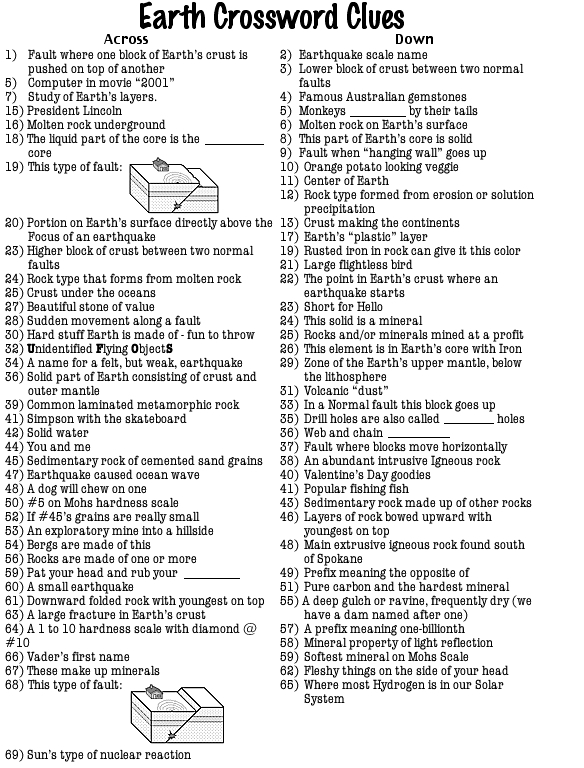 Earth Crossword Clues
Across
1) Fault where one block of Earth's crust is
pushed on top of another
5) Computer in movie "2001"
7) Study of Earth's layers.
15) President Lincoln
16) Molten rock underground
18) The liquid part of the core is the ________
core
19) This type of fault:
20) Portion on Earth's surface directly above the
Focus of an earthquake
23) Higher block of crust between two normal
faults
24) Rock type that forms from molten rock
25) Crust under the oceans
27) Beautiful stone of value
28) Sudden movement along a fault
30) Hard stuff Earth is made of - fun to throw
32) Unidentified Flying ObjectS
34) A name for a felt, but weak, earthquake
36) Solid part of Earth consisting of crust and
outer mantle
39) Common laminated metamorphic rock
41) Simpson with the skateboard
42) Solid water
44) You and me
45) Sedimentary rock of cemented sand grains
47) Earthquake caused ocean wave
48) A dog will chew on one
50) #5 on Mohs hardness scale
52) If #45's grains are really small
53) An exploratory mine into a hillside
54) Bergs are made of this
56) Rocks are made of one or more
59) Pat your head and rub your ________
60) A small earthquake
61) Downward folded rock with youngest on top
63) A large fracture in Earth's crust
64) A 1 to 10 hardness scale with diamond @
#10
66) Vader's first name
67) These make up minerals
68) This type of fault:
69) Sun's type of nuclear reaction
Down
2) Earthquake scale name
3) Lower block of crust between two normal
faults
4) Famous Australian gemstones
5) Monkeys ________ by their tails
6) Molten rock on Earth's surface
8) This part of Earth's core is solid
9) Fault when "hanging wall" goes up
10) Orange potato looking veggie
11) Center of Earth
12) Rock type formed from erosion or solution
precipitation
13) Crust making the continents
17) Earth's "plastic" layer
19) Rusted iron in rock can give it this color
21) Large flightless bird
22) The point in Earth's crust where an
earthquake starts
23) Short for Hello
24) This solid is a mineral
25) Rocks and/or minerals mined at a profit
26) This element is in Earth's core with Iron
29) Zone of the Earth's upper mantle, below
the lithosphere
31) Volcanic "dust"
33) In a Normal fault this block goes up
35) Drill holes are also called _______ holes
36) Web and chain ________
37) Fault where blocks move horizontally
38) An abundant intrusive Igneous rock
40) Valentine's Day goodies
41) Popular fishing fish
43) Sedimentary rock made up of other rocks
46) Layers of rock bowed upward with
youngest on top
48) Main extrusive igneous rock found south
of Spokane
49) Prefix meaning the opposite of
51) Pure carbon and the hardest mineral
55) A deep gulch or ravine, frequently dry (we
have a dam named after one)
57) A prefix meaning one-billionth
58) Mineral property of light reflection
59) Softest mineral on Mohs Scale
62) Fleshy things on the side of your head
65) Where most Hydrogen is in our Solar
System